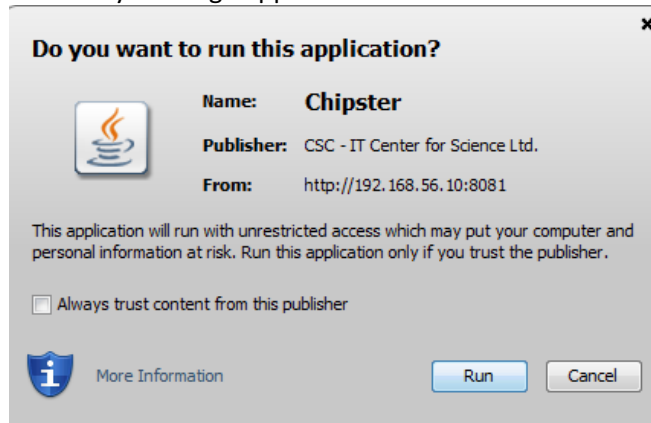 Do you want to run this application?
Name: Chipster
Publisher: CSC - IT Center for Science Ltd.
From: http://192.168.56.10:8081
This application will run with unrestricted access which may put your computer and
personal information at risk. Run this application only if you trust the publisher.
Always trust content from this publisher
More Information
Run Cancel